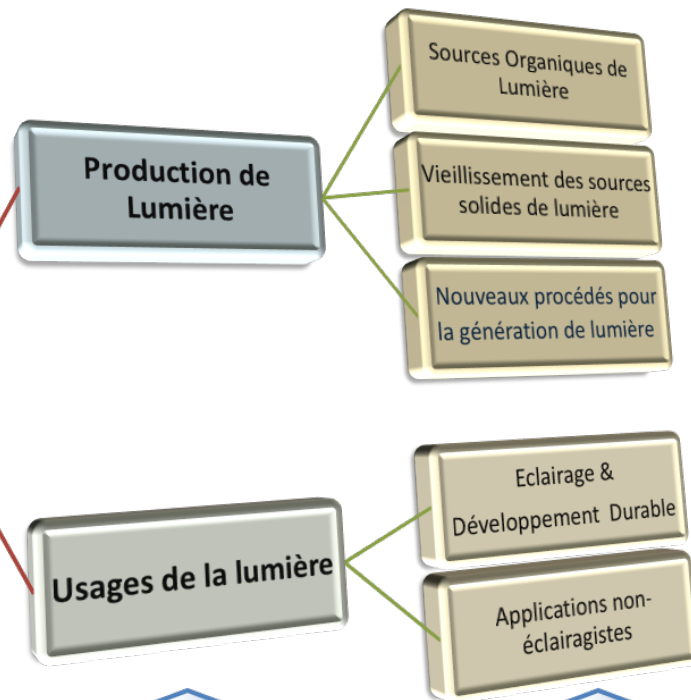 Production de
Lumière
Sources Organiques de
Lumière
Vieillissement des sources
solides de lumière
Nouveaux procédés pour
la génération de lumière
Usages de la lumière
Eclairage &
Développement Durable
Applications non-
éclairagistes